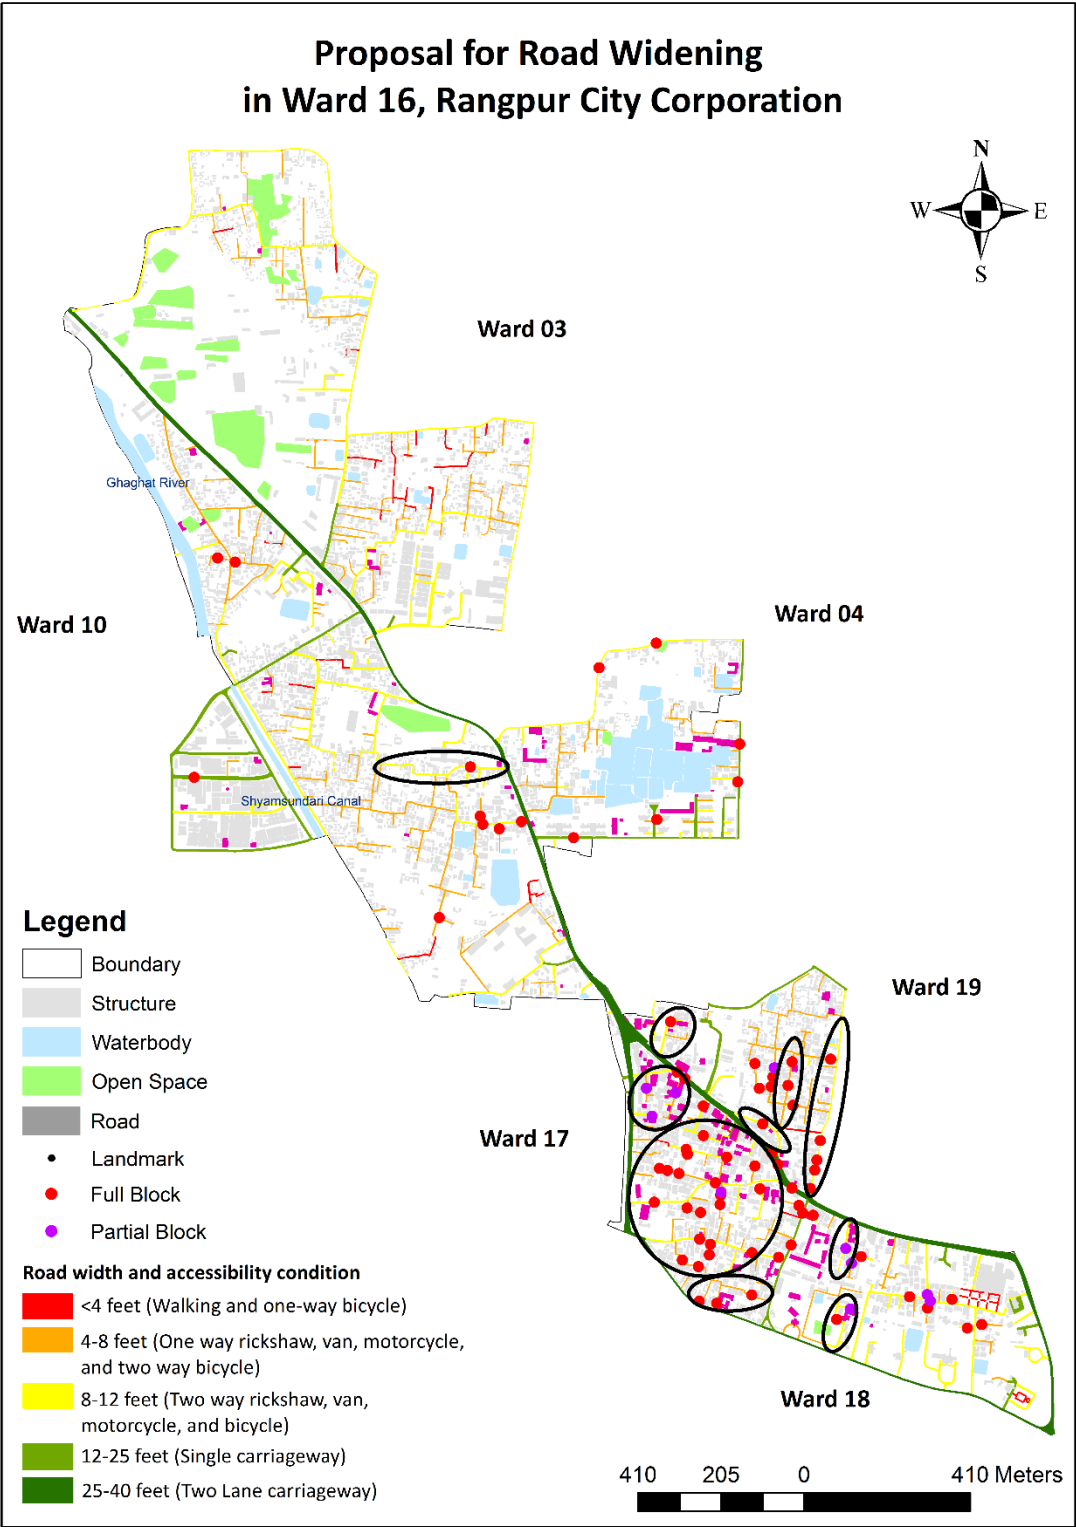 Proposal for Road Widening
in Ward 16, Rangpur City Corporation
N
W
E
S
Ward 03
Ghaghat River
Ward 10
Ward 04
Shyamsundari Canal
Ward 19
Ward 17
Ward 18
Legend
Boundary
Structure
Waterbody
Open Space
Road
Landmark
Full Block
Partial Block
Road width and accessibility condition
<4 feet (Walking and one-way bicycle)
4-8 feet (One way rickshaw, van, motorcycle,
and two way bicycle)
8-12 feet (Two way rickshaw, van,
motorcycle, and bicycle)
12-25 feet (Single carriageway)
25-40 feet (Two Lane carriageway)
410 205 0 410 Meters